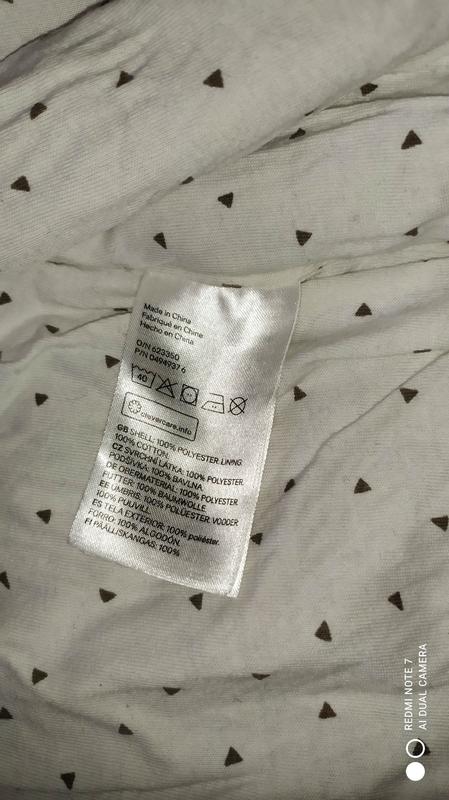 Made in China
Fabriqué en Chine
Hecho en China
O/N 623350
P/N 0494937 6
40
clevercare.info
GB SHELL: 100% POLYESTER. LINING:
100% COTTON.
CZ SVRCHNÍ LÁTKA: 100% POLYESTER.
PODŠÍVKA: 100% BAVLNA
DE OBERMATERIAL: 100% POLYESTER.
FUTTER: 100% BAUMWOLLE
EE ÜMBRIS: 100% POLÜESTER. VOODER
100% PUUVILL
ES TELA EXTERIOR: 100% poliéster.
FORRO: 100% ALGODÓN.
FI PÄÄLLI/SKANGAS: 100%
REDMI NOTE 7
AI DUAL CAMERA